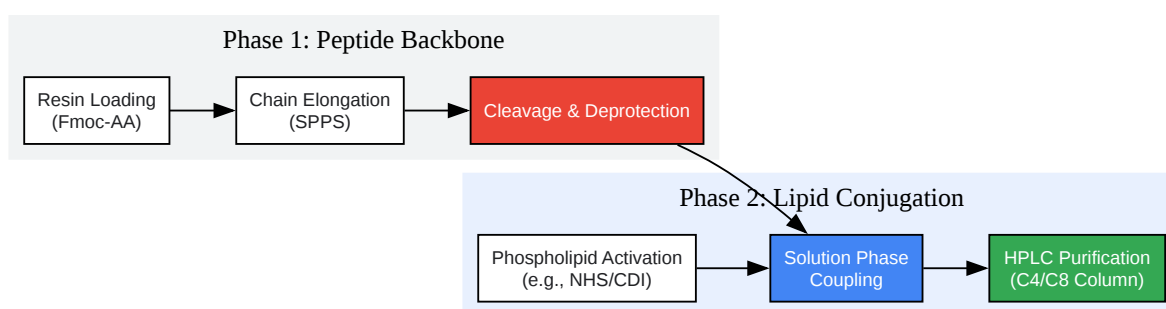 Phase 1: Peptide Backbone
Resin Loading
(Fmoc-AA)
Chain Elongation
(SPPS)
Cleavage & Deprotection
Phase 2: Lipid Conjugation
Phospholipid Activation
(e.g., NHS/CDI)
Solution Phase
Coupling
HPLC Purification
(C4/C8 Column)